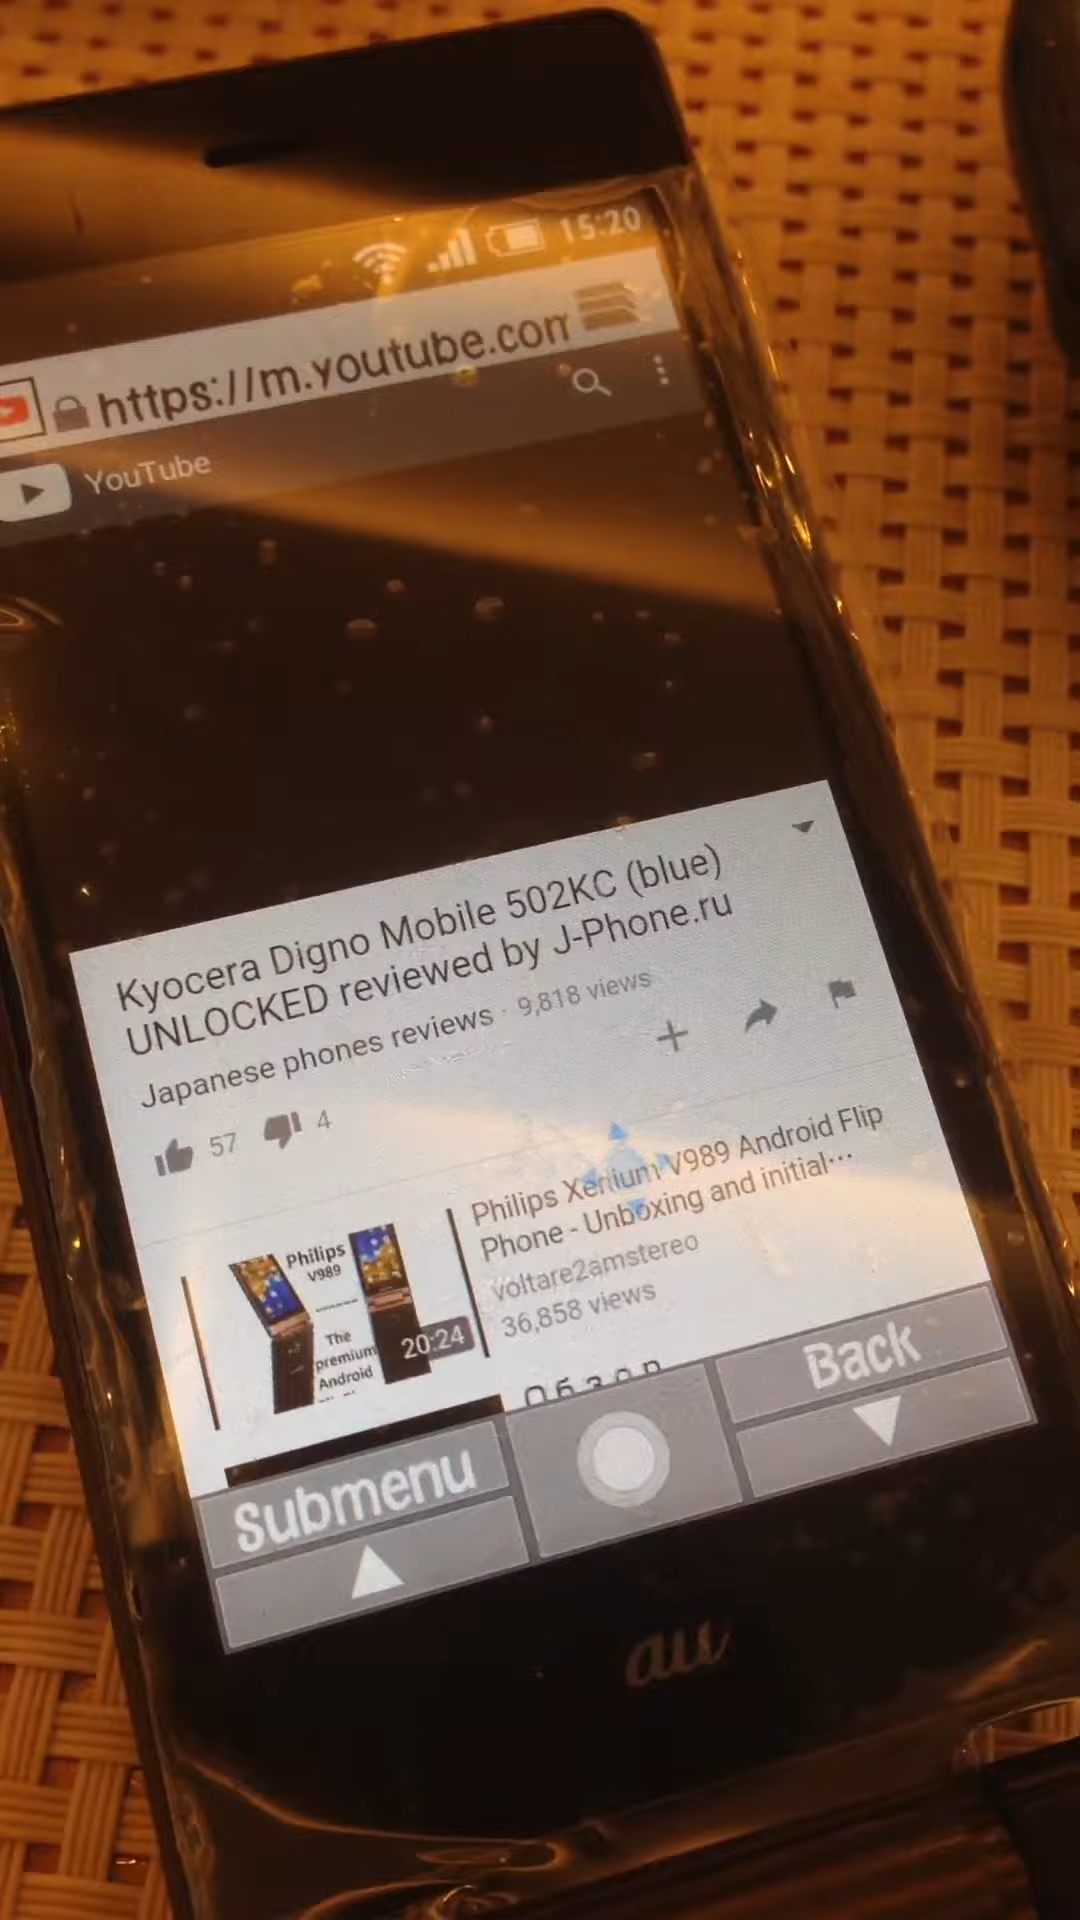 15:20
https://m.youtube.com
YouTube
Kyocera Digno Mobile 502KC (blue)
UNLOCKED reviewed by J-Phone.ru
Japanese phones reviews · 9,818 views
57 4
Philips Xenium V989 Android Flip
Phone - Unboxing and initial…
voltare2amstereo
36,858 views
Philips
V989
The
premium
Android
20:24
Обзор
Submenu
Back
au